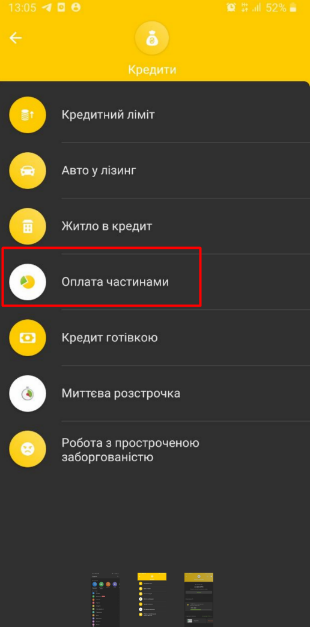 13:05
52%
Кредити
Кредитний ліміт
Авто у лізинг
Житло в кредит
Оплата частинами
Кредит готівкою
Миттєва розстрочка
Робота з простроченою
заборгованістю